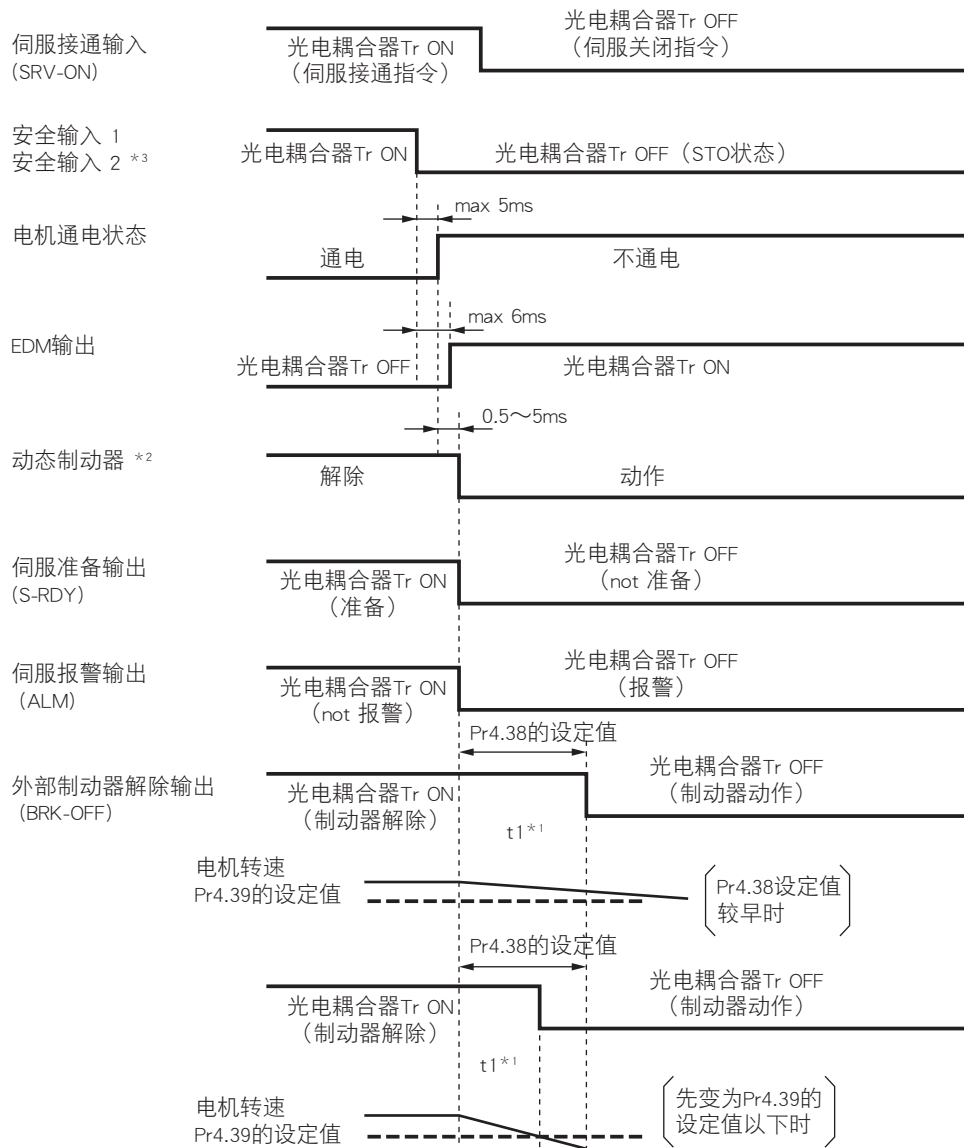 伺服接通输入
(SRV-ON)
光电耦合器Tr ON
（伺服接通指令）
光电耦合器Tr OFF
（伺服关闭指令）
安全输入 1
安全输入 2 *3
光电耦合器Tr ON
光电耦合器Tr OFF（STO状态）
max 5ms
电机通电状态
通电
不通电
max 6ms
EDM输出
光电耦合器Tr OFF
光电耦合器Tr ON
0.5～5ms
动态制动器 *2
解除
动作
伺服准备输出
(S-RDY)
光电耦合器Tr ON
（准备）
光电耦合器Tr OFF
（not 准备）
伺服报警输出
（ALM）
光电耦合器Tr ON
（not 报警）
光电耦合器Tr OFF
（报警）
Pr4.38的设定值
外部制动器解除输出
（BRK-OFF）
光电耦合器Tr ON
（制动器解除）
光电耦合器Tr OFF
（制动器动作）
t1*1
电机转速
Pr4.39的设定值
Pr4.38设定值
较早时
Pr4.38的设定值
光电耦合器Tr ON
（制动器解除）
光电耦合器Tr OFF
（制动器动作）
t1*1
电机转速
Pr4.39的设定值
先变为Pr4.39的
设定值以下时